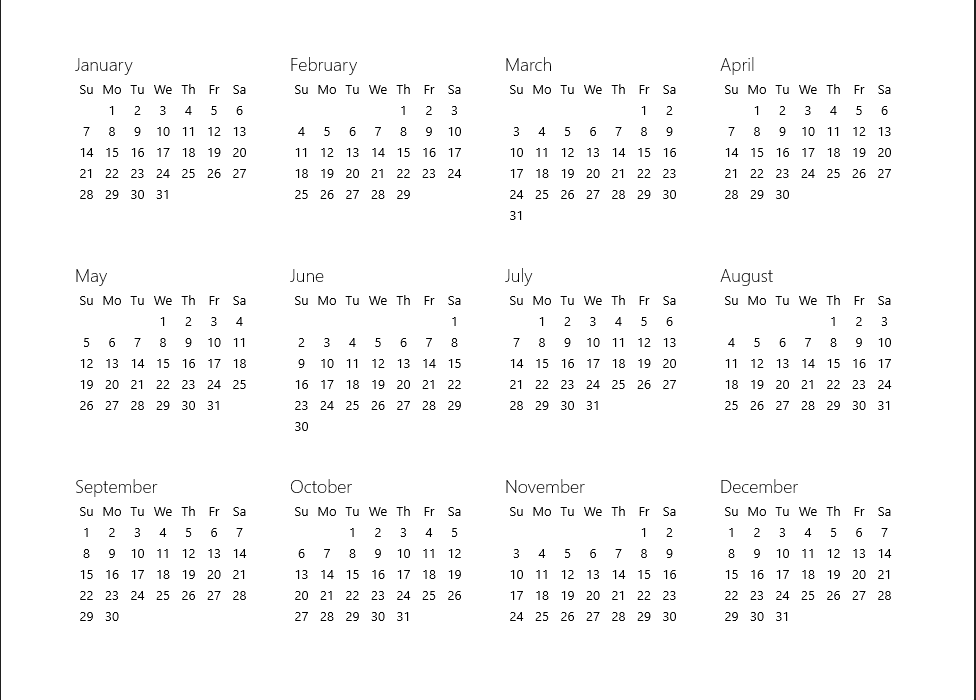 January
Su Mo Tu We Th Fr Sa
1 2 3 4 5 6
7 8 9 10 11 12 13
14 15 16 17 18 19 20
21 22 23 24 25 26 27
28 29 30 31
February
Su Mo Tu We Th Fr Sa
1 2 3
4 5 6 7 8 9 10
11 12 13 14 15 16 17
18 19 20 21 22 23 24
25 26 27 28 29
March
Su Mo Tu We Th Fr Sa
1 2
3 4 5 6 7 8 9
10 11 12 13 14 15 16
17 18 19 20 21 22 23
24 25 26 27 28 29 30
31
April
Su Mo Tu We Th Fr Sa
1 2 3 4 5 6
7 8 9 10 11 12 13
14 15 16 17 18 19 20
21 22 23 24 25 26 27
28 29 30
May
Su Mo Tu We Th Fr Sa
1 2 3 4
5 6 7 8 9 10 11
12 13 14 15 16 17 18
19 20 21 22 23 24 25
26 27 28 29 30 31
June
Su Mo Tu We Th Fr Sa
1
2 3 4 5 6 7 8
9 10 11 12 13 14 15
16 17 18 19 20 21 22
23 24 25 26 27 28 29
30
July
Su Mo Tu We Th Fr Sa
1 2 3 4 5 6
7 8 9 10 11 12 13
14 15 16 17 18 19 20
21 22 23 24 25 26 27
28 29 30 31
August
Su Mo Tu We Th Fr Sa
1 2 3
4 5 6 7 8 9 10
11 12 13 14 15 16 17
18 19 20 21 22 23 24
25 26 27 28 29 30 31
September
Su Mo Tu We Th Fr Sa
1 2 3 4 5 6 7
8 9 10 11 12 13 14
15 16 17 18 19 20 21
22 23 24 25 26 27 28
29 30
October
Su Mo Tu We Th Fr Sa
1 2 3 4 5
6 7 8 9 10 11 12
13 14 15 16 17 18 19
20 21 22 23 24 25 26
27 28 29 30 31
November
Su Mo Tu We Th Fr Sa
1 2
3 4 5 6 7 8 9
10 11 12 13 14 15 16
17 18 19 20 21 22 23
24 25 26 27 28 29 30
December
Su Mo Tu We Th Fr Sa
1 2 3 4 5 6 7
8 9 10 11 12 13 14
15 16 17 18 19 20 21
22 23 24 25 26 27 28
29 30 31